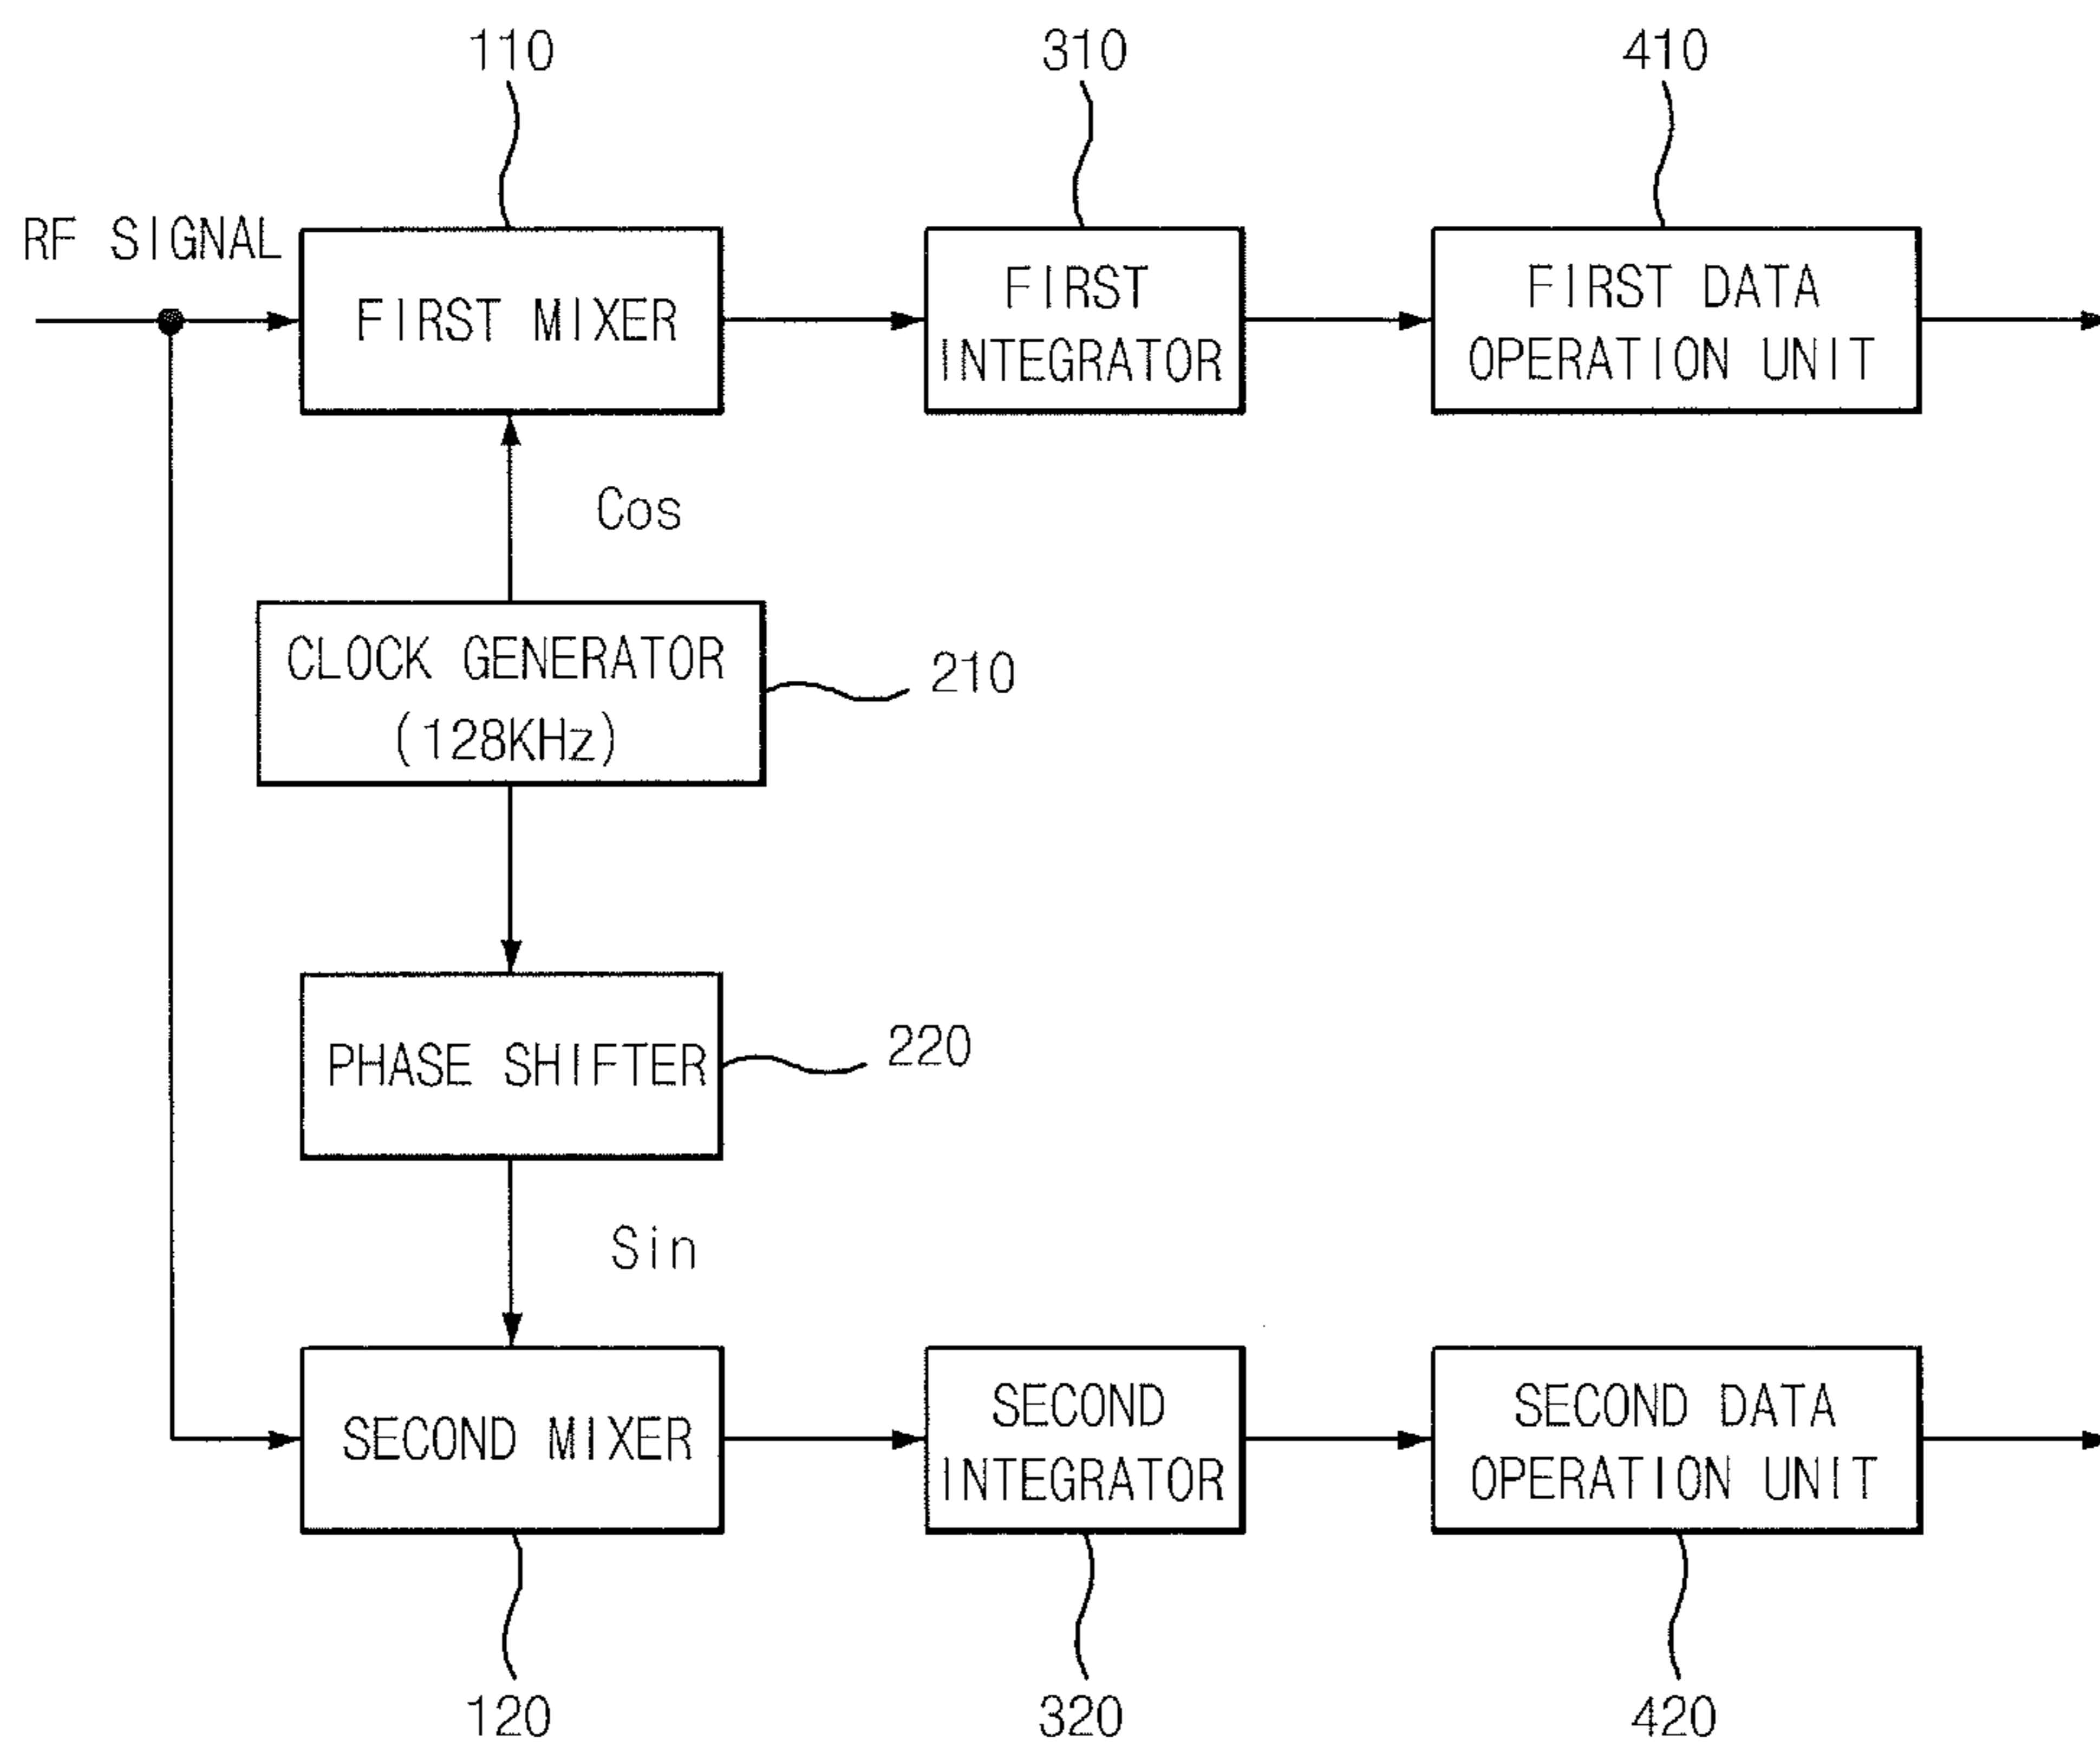 110
310
410
RF SIGNAL
FIRST MIXER
FIRST
INTEGRATOR
FIRST DATA
OPERATION UNIT
Cos
CLOCK GENERATOR
(128KHz)
210
PHASE SHIFTER
220
Sin
SECOND MIXER
SECOND
INTEGRATOR
SECOND DATA
OPERATION UNIT
120
320
420